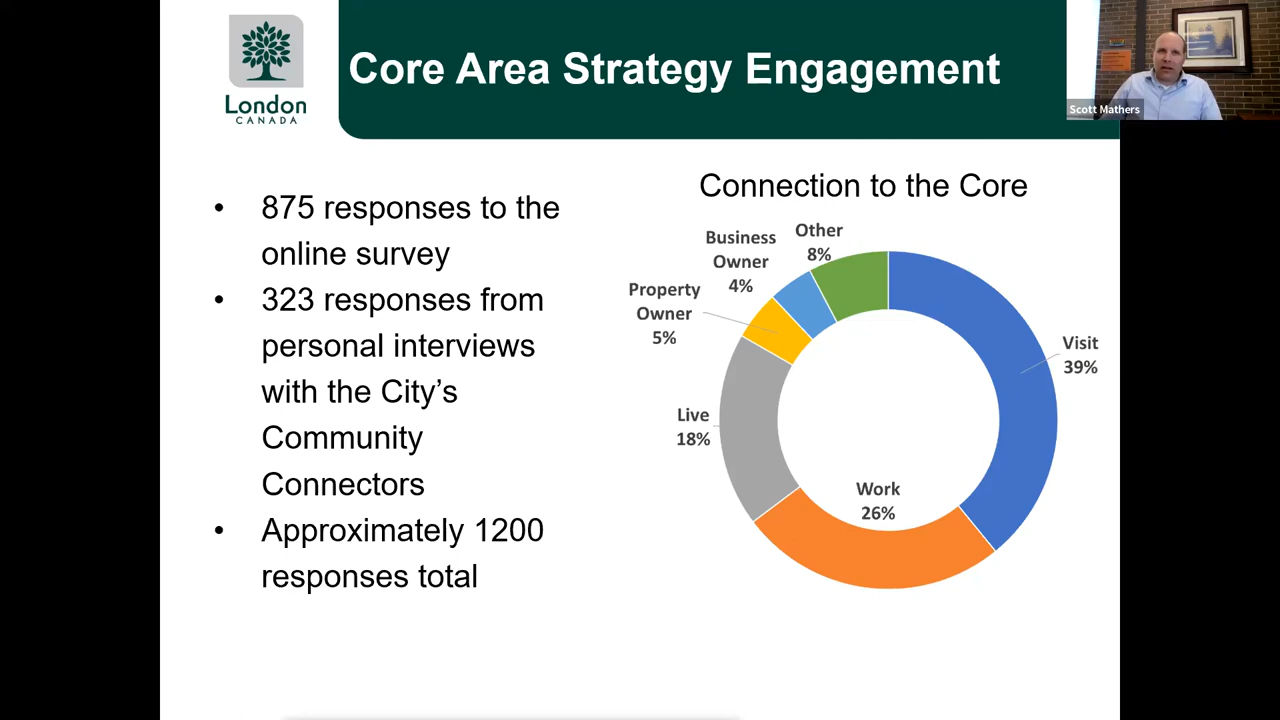 London
CANADA
Core Area Strategy Engagement
Scott Mathers
• 875 responses to the
online survey
• 323 responses from
personal interviews
with the City’s
Community
Connectors
• Approximately 1200
responses total
Connection to the Core
Other
8%
Business
Owner
4%
Property
Owner
5%
Visit
39%
Live
18%
Work
26%